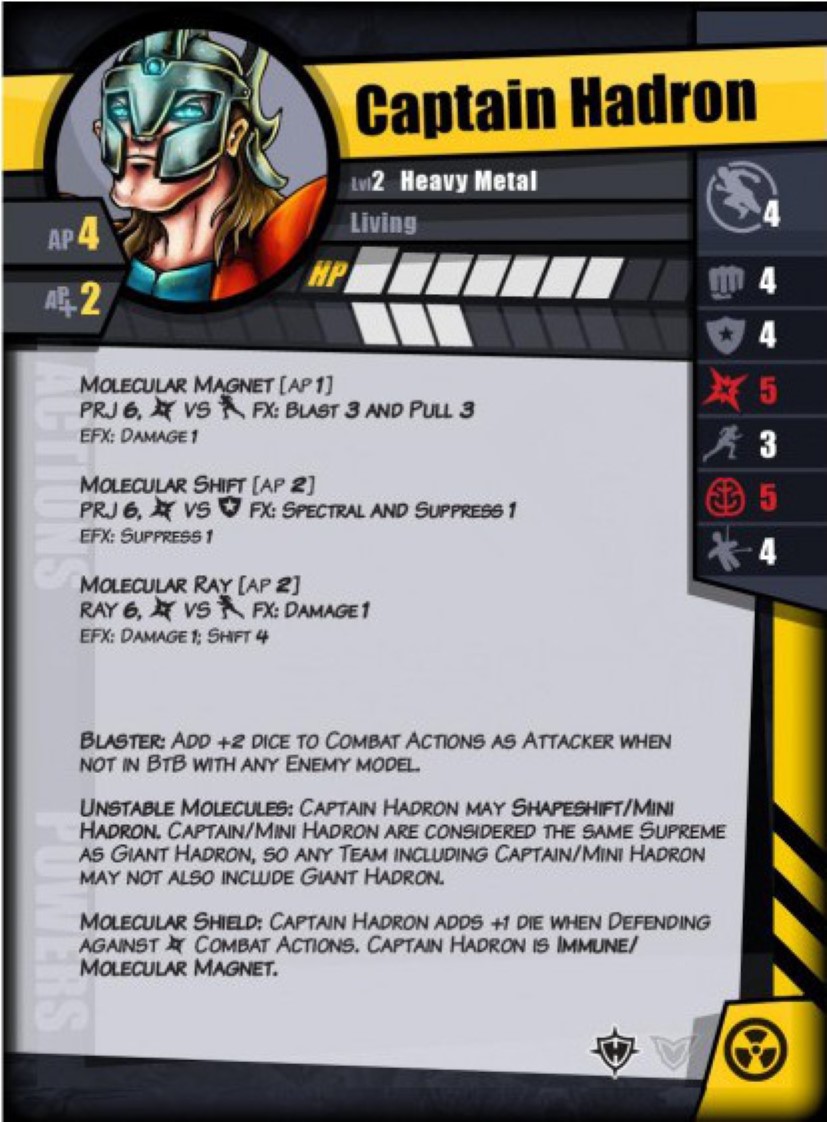 Captain Hadron
Lvl2 Heavy Metal
Living
AP 4
AP+ 2
HP
4
4
4
5
3
5
4
ACTIONS
MOLECULAR MAGNET [AP 1]
PRJ 6, VS FX: BLAST 3 AND PULL 3
EFX: DAMAGE 1
MOLECULAR SHIFT [AP 2]
PRJ 6, VS FX: SPECTRAL AND SUPPRESS 1
EFX: SUPPRESS 1
MOLECULAR RAY [AP 2]
RAY 6, VS FX: DAMAGE 1
EFX: DAMAGE 1; SHIFT 4
POWERS
BLASTER: ADD +2 DICE TO COMBAT ACTIONS AS ATTACKER WHEN
NOT IN BTB WITH ANY ENEMY MODEL.
UNSTABLE MOLECULES: CAPTAIN HADRON MAY SHAPESHIFT/MINI
HADRON. CAPTAIN/MINI HADRON ARE CONSIDERED THE SAME SUPREME
AS GIANT HADRON, SO ANY TEAM INCLUDING CAPTAIN/MINI HADRON
MAY NOT ALSO INCLUDE GIANT HADRON.
MOLECULAR SHIELD: CAPTAIN HADRON ADDS +1 DIE WHEN DEFENDING
AGAINST COMBAT ACTIONS. CAPTAIN HADRON IS IMMUNE/
MOLECULAR MAGNET.